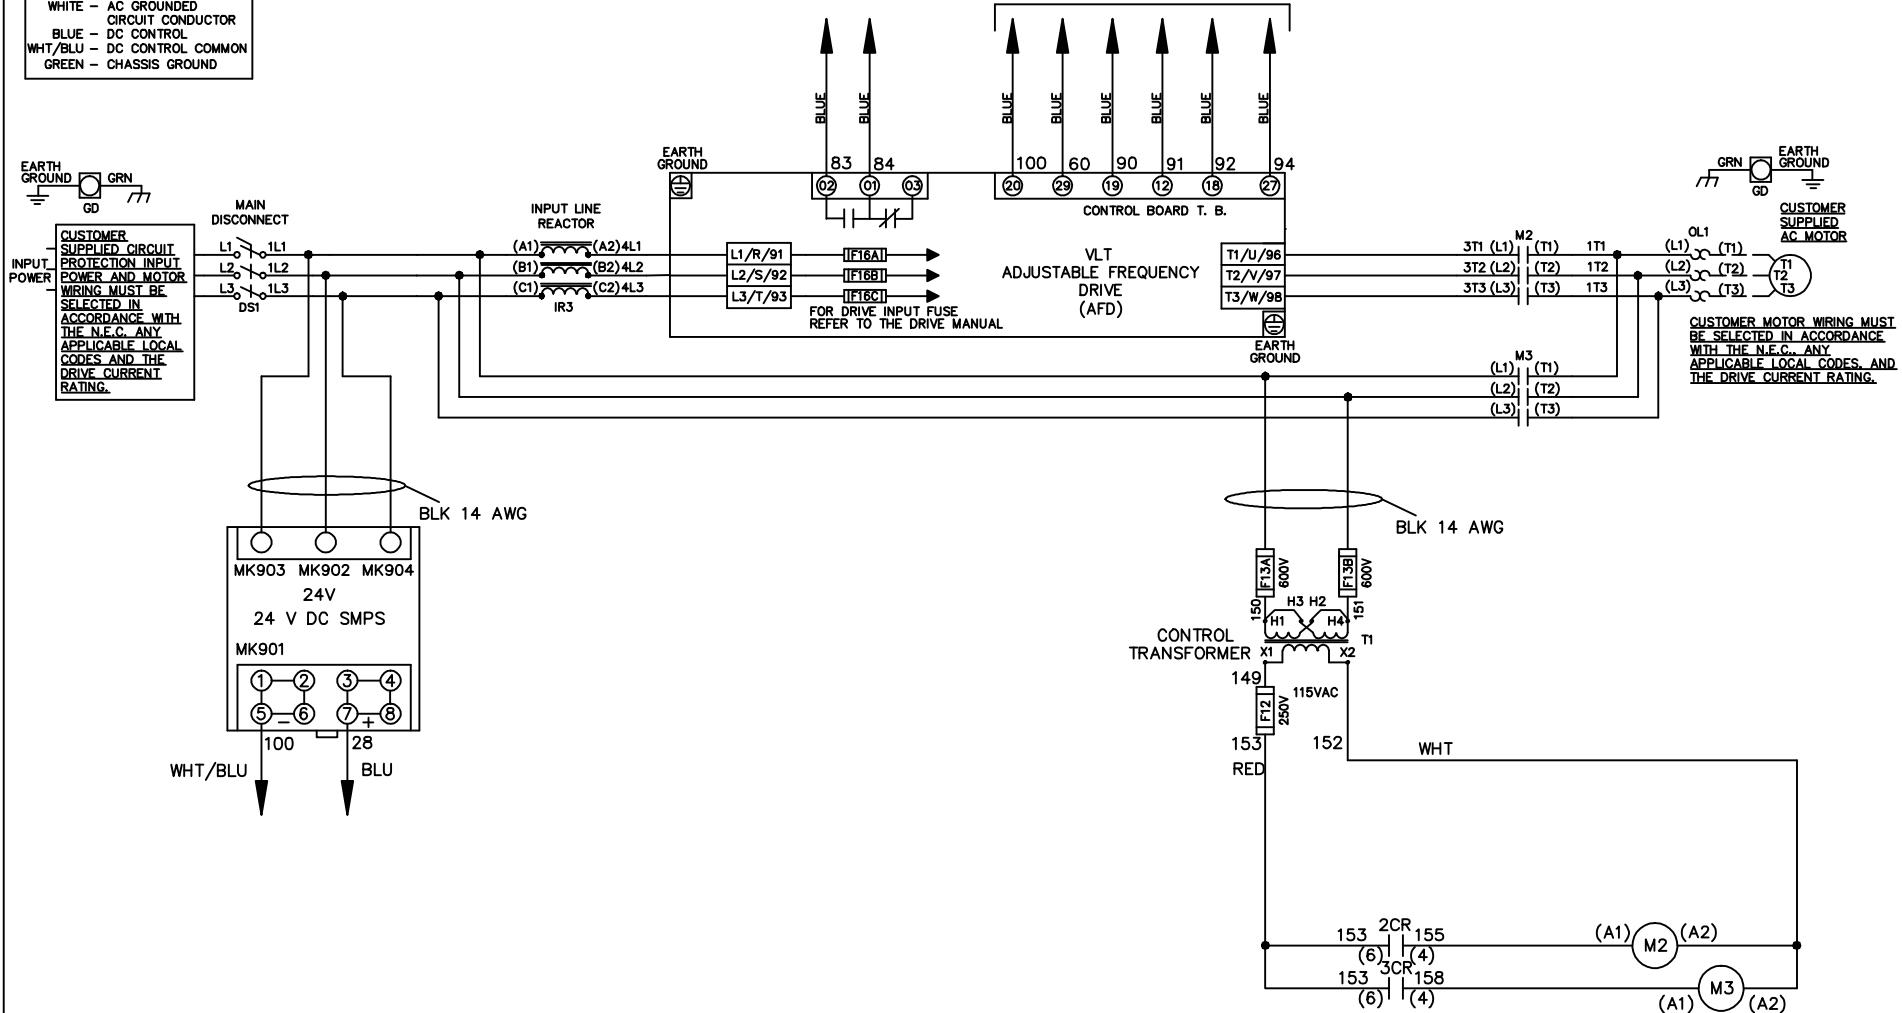 WHITE – AC GROUNDED
CIRCUIT CONDUCTOR
BLUE – DC CONTROL
WHT/BLU – DC CONTROL COMMON
GREEN – CHASSIS GROUND
BLUE
BLUE
BLUE
BLUE
BLUE
BLUE
BLUE
BLUE
83
84
100
60
90
91
92
94
EARTH
GROUND
GRN
GD
EARTH
GROUND
02
01
03
20
29
19
12
18
27
CONTROL BOARD T. B.
GRN
GD
EARTH
GROUND
INPUT
POWER
CUSTOMER
SUPPLIED CIRCUIT
PROTECTION INPUT
POWER AND MOTOR
WIRING MUST BE
SELECTED IN
ACCORDANCE WITH
THE N.E.C. ANY
APPLICABLE LOCAL
CODES AND THE
DRIVE CURRENT
RATING.
MAIN
DISCONNECT
L1
1L1
L2
1L2
L3
1L3
DS1
INPUT LINE
REACTOR
(A1)
(A2)4L1
(B1)
(B2)4L2
(C1)
(C2)4L3
IR3
L1/R/91
L2/S/92
L3/T/93
F16A
F16B
F16C
FOR DRIVE INPUT FUSE
REFER TO THE DRIVE MANUAL
VLT
ADJUSTABLE FREQUENCY
DRIVE
(AFD)
T1/U/96
T2/V/97
T3/W/98
EARTH
GROUND
M2
3T1 (L1)
(T1)
1T1
3T2 (L2)
(T2)
1T2
3T3 (L3)
(T3)
1T3
OL1
(L1)
(T1)
(L2)
(T2)
(L3)
(T3)
CUSTOMER
SUPPLIED
AC MOTOR
T1
T2
T3
CUSTOMER MOTOR WIRING MUST
BE SELECTED IN ACCORDANCE
WITH THE N.E.C., ANY
APPLICABLE LOCAL CODES, AND
THE DRIVE CURRENT RATING.
M3
(L1)
(T1)
(L2)
(T2)
(L3)
(T3)
BLK 14 AWG
MK903
MK902
MK904
24V
24 V DC SMPS
MK901
1
2
3
4
5
6
7
8
–
+
100
28
WHT/BLU
BLU
BLK 14 AWG
F13A
600V
F13B
600V
150
151
H3 H2
H1
H4
CONTROL
TRANSFORMER
X1
X2
T1
149
115VAC
F12
250V
153
152
RED
WHT
2CR
153
155
(6)
(4)
(A1)
M2
(A2)
3CR
153
158
(6)
(4)
(A1)
M3
(A2)